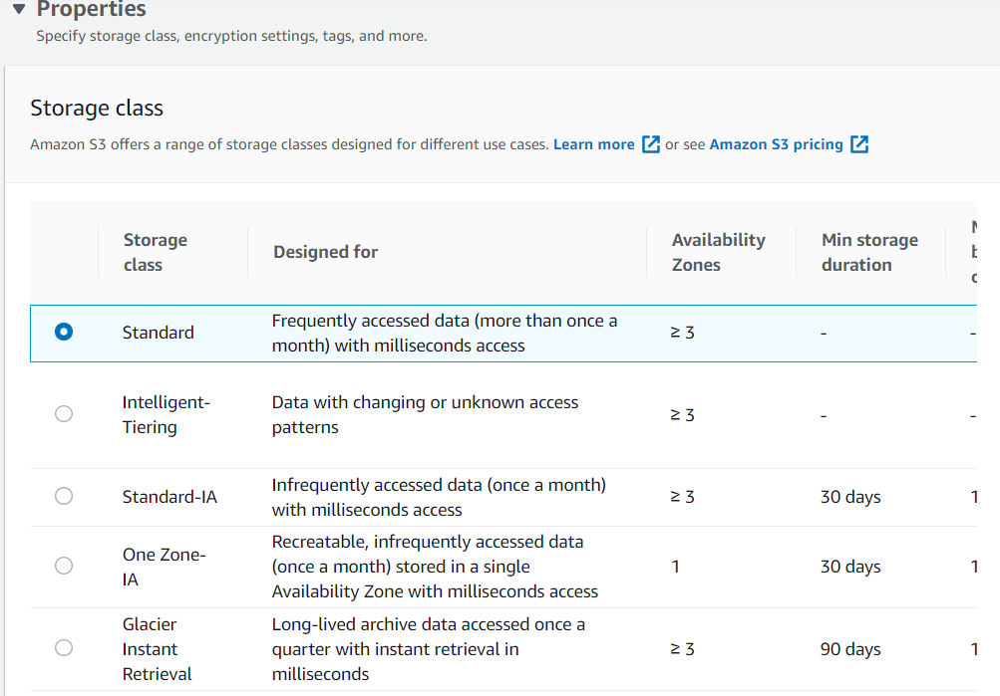 Properties
Specify storage class, encryption settings, tags, and more.
Storage class
Amazon S3 offers a range of storage classes designed for different use cases. Learn more or see Amazon S3 pricing
Storage
class
Designed for
Availability
Zones
Min storage
duration
Standard
Frequently accessed data (more than once a
month) with milliseconds access
≥ 3
-
-
Intelligent-
Tiering
Data with changing or unknown access
patterns
≥ 3
-
-
Standard-IA
Infrequently accessed data (once a month)
with milliseconds access
≥ 3
30 days
1
One Zone-
IA
Recreatable, infrequently accessed data
(once a month) stored in a single
Availability Zone with milliseconds access
1
30 days
1
Glacier
Instant
Retrieval
Long-lived archive data accessed once a
quarter with instant retrieval in
milliseconds
≥ 3
90 days
1